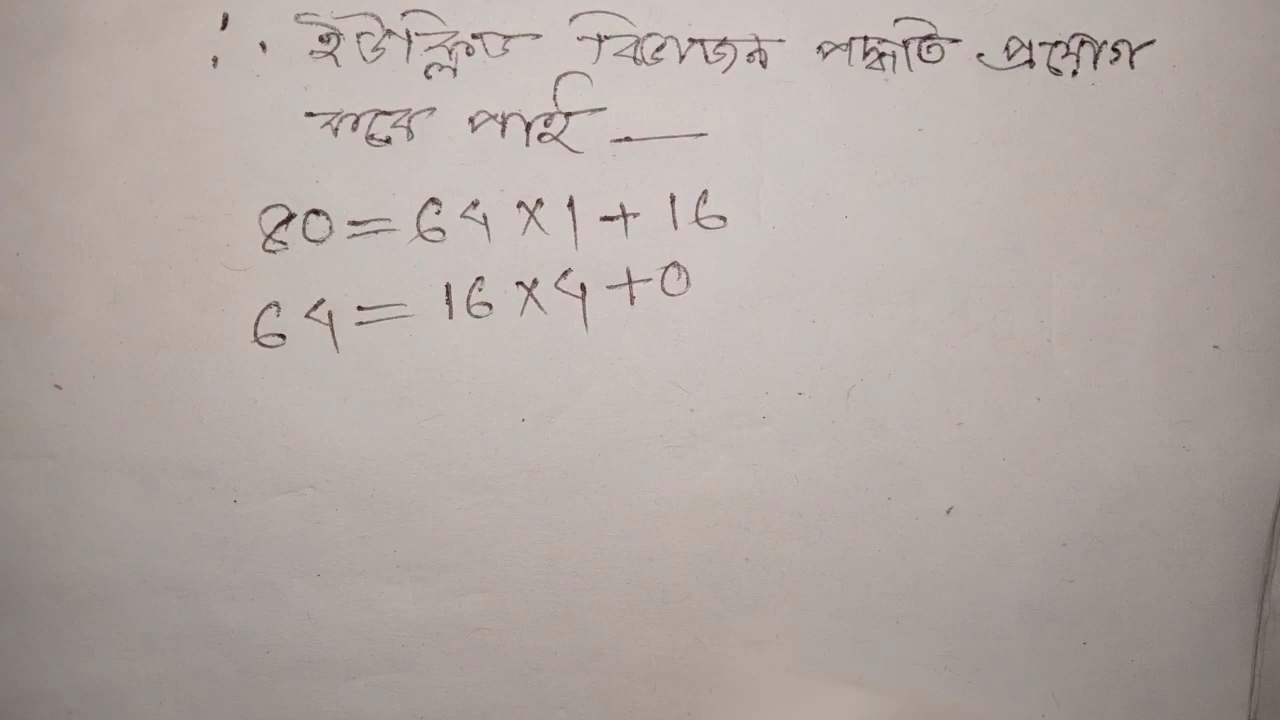 ∴ ইউক্লিড বিভাজন পদ্ধতি প্রয়োগ
করে পাই —
80 = 64 × 1 + 16
64 = 16 × 4 + 0